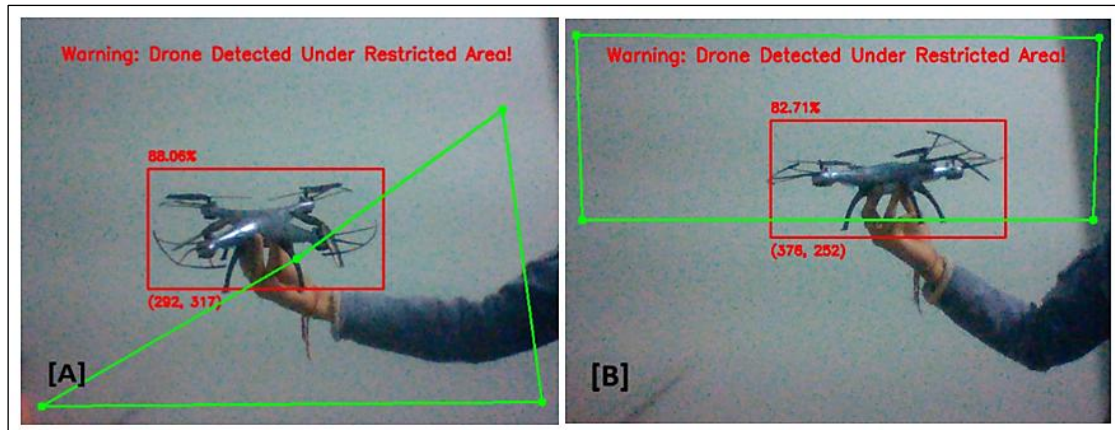 Warning: Drone Detected Under Restricted Area!
88.06%
(292, 317)
[A]
Warning: Drone Detected Under Restricted Area!
82.71%
(376, 252)
[B]